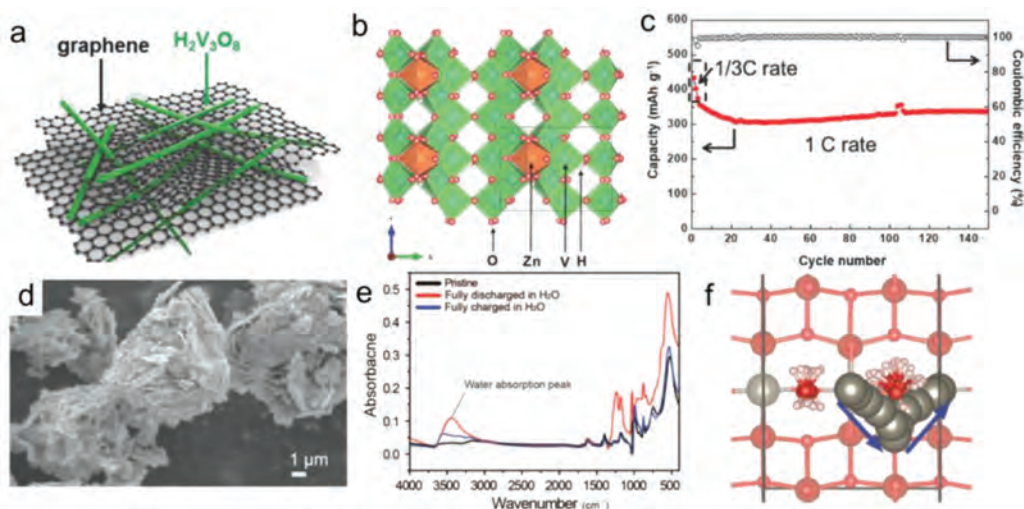 a
graphene
H₂V₃O₈
b
O
Zn
V
H
c
Capacity (mAh g⁻¹)
600
500
400
300
200
100
0
1/3C rate
1 C rate
100
80
60
40
20
0
Coulombic efficiency (%)
0 20 40 60 80 100 120 140
Cycle number
d
1 μm
e
Pristine
Fully discharged in H₂O
Fully charged in H₂O
Water absorption peak
Absorbacne
0.5
0.4
0.3
0.2
0.1
0.0
4000 3500 3000 2500 2000 1500 1000 500
Wavenumber (cm⁻¹)
f